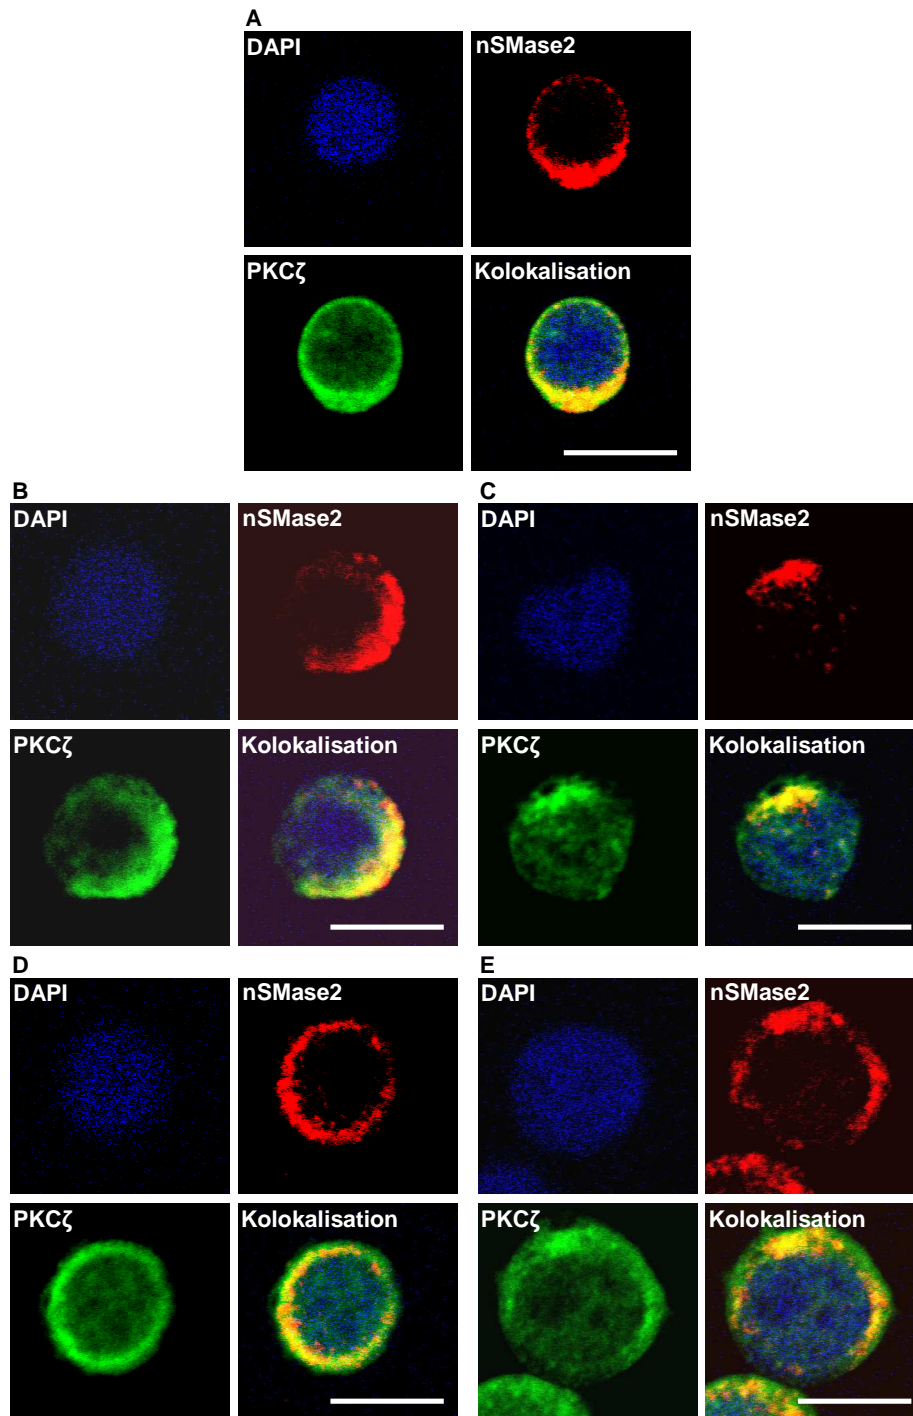 A
DAPI
nSMase2
PKCζ
Kolokalisation
B
DAPI
nSMase2
PKCζ
Kolokalisation
C
DAPI
nSMase2
PKCζ
Kolokalisation
D
DAPI
nSMase2
PKCζ
Kolokalisation
E
DAPI
nSMase2
PKCζ
Kolokalisation